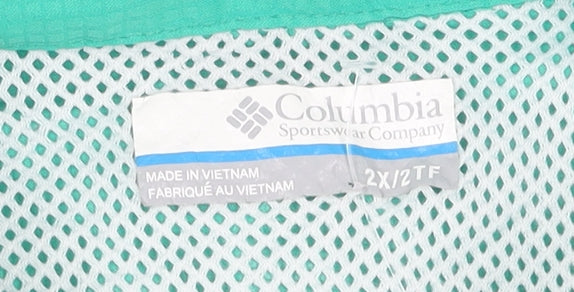 Columbia
Sportswear Company
MADE IN VIETNAM
FABRIQUÉ AU VIETNAM
2X/2TF